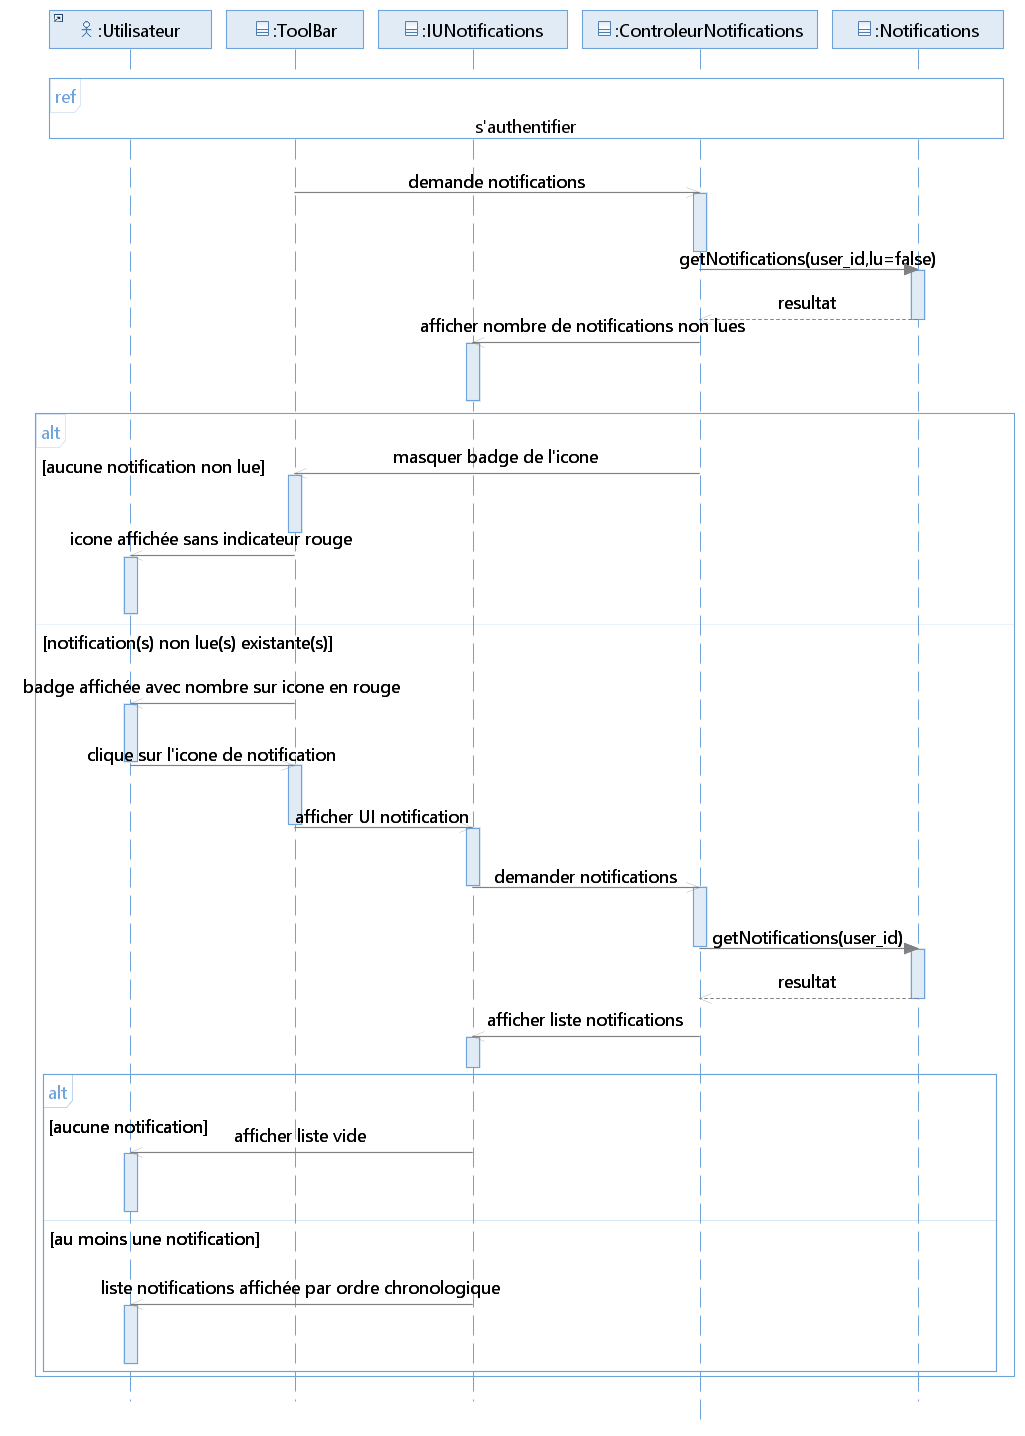 :Utilisateur
:ToolBar
:IUNotifications
:ControleurNotifications
:Notifications
ref
s'authentifier
demande notifications
getNotifications(user_id,lu=false)
resultat
afficher nombre de notifications non lues
alt
masquer badge de l'icone
[aucune notification non lue]
icone affichée sans indicateur rouge
[notification(s) non lue(s) existante(s)]
badge affichée avec nombre sur icone en rouge
clique sur l'icone de notification
afficher UI notification
demander notifications
getNotifications(user_id)
resultat
afficher liste notifications
alt
[aucune notification]
afficher liste vide
[au moins une notification]
liste notifications affichée par ordre chronologique